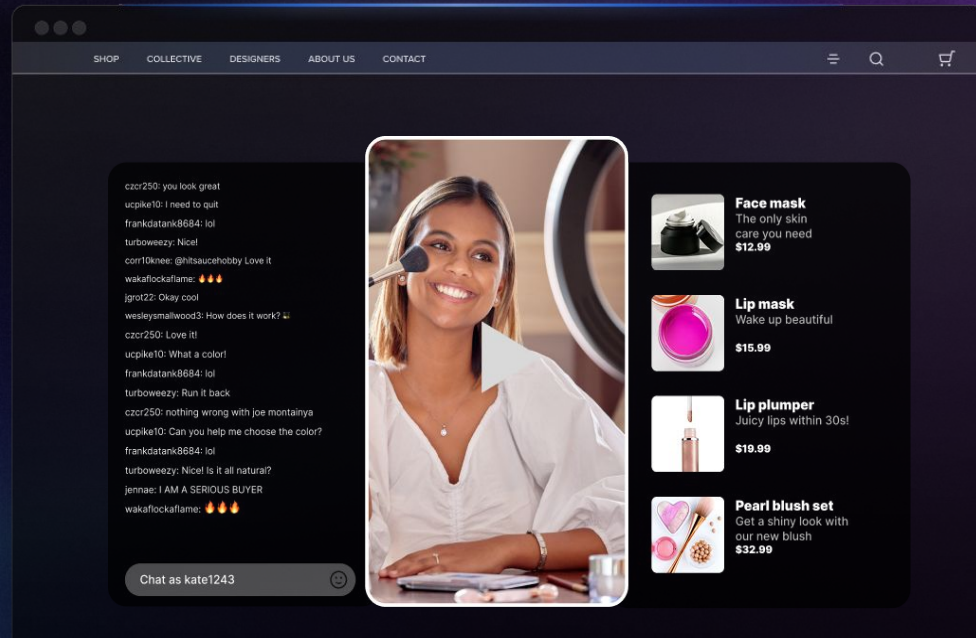 SHOP
COLLECTIVE
DESIGNERS
ABOUT US
CONTACT
czcr250: you look great
ucpike10: I need to quit
frankdatank8684: lol
turboweezy: Nice!
corr10knee: @hitsaucehobby Love it
wakaflockaflame: 🔥🔥🔥
jgrot22: Okay cool
wesleysmallwood3: How does it work?
czcr250: Love it!
ucpike10: What a color!
frankdatank8684: lol
turboweezy: Run it back
czcr250: nothing wrong with joe montainya
ucpike10: Can you help me choose the color?
frankdatank8684: lol
turboweezy: Nice! Is it all natural?
jennae: I AM A SERIOUS BUYER
wakaflockaflame: 🔥🔥🔥
Chat as kate1243
Face mask
The only skin
care you need
$12.99
Lip mask
Wake up beautiful
$15.99
Lip plumper
Juicy lips within 30s!
$19.99
Pearl blush set
Get a shiny look with
our new blush
$32.99